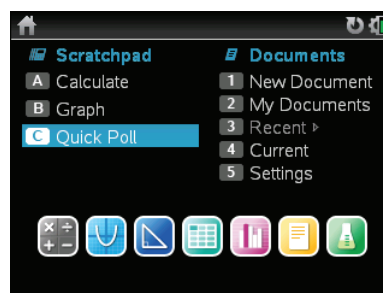 Scratchpad
A Calculate
B Graph
C Quick Poll
Documents
1 New Document
2 My Documents
3 Recent ▸
4 Current
5 Settings